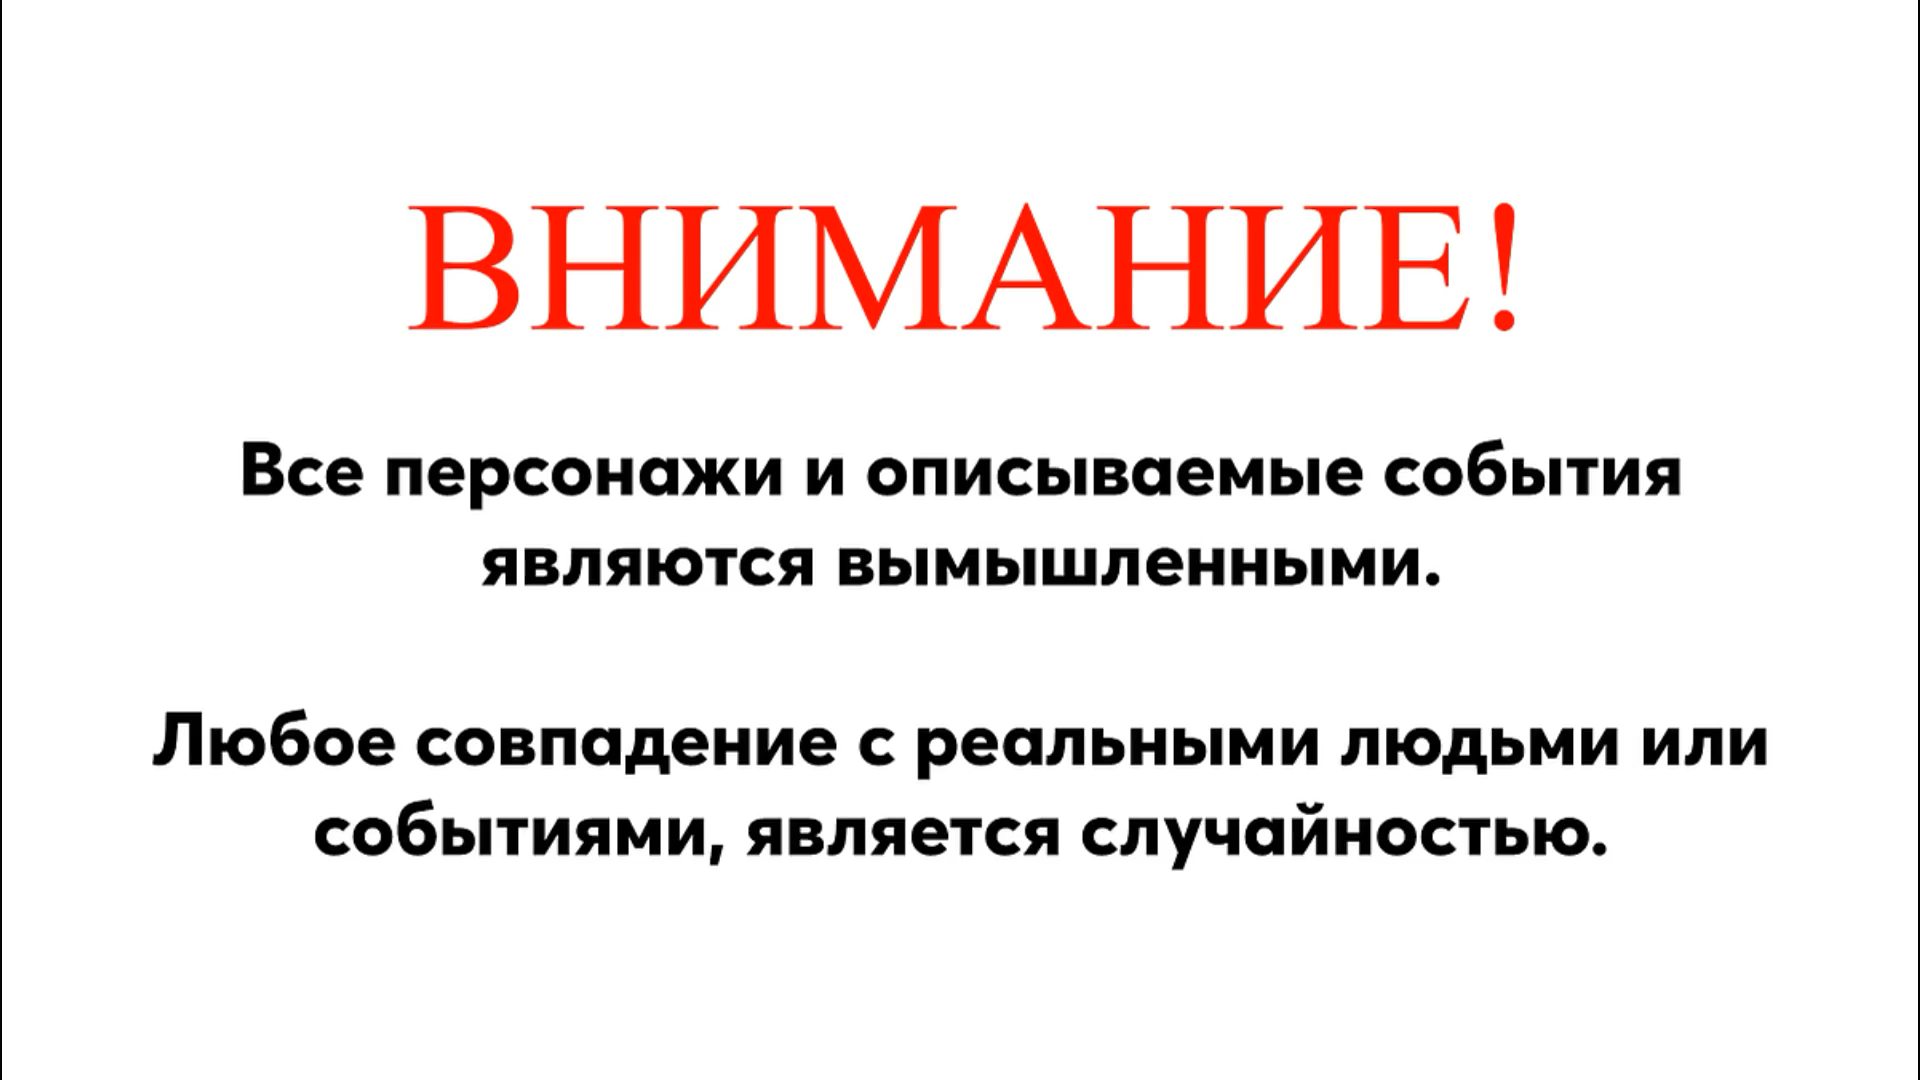 ВНИМАНИЕ!
Все персонажи и описываемые события
являются вымышленными.
Любое совпадение с реальными людьми или
событиями, является случайностью.